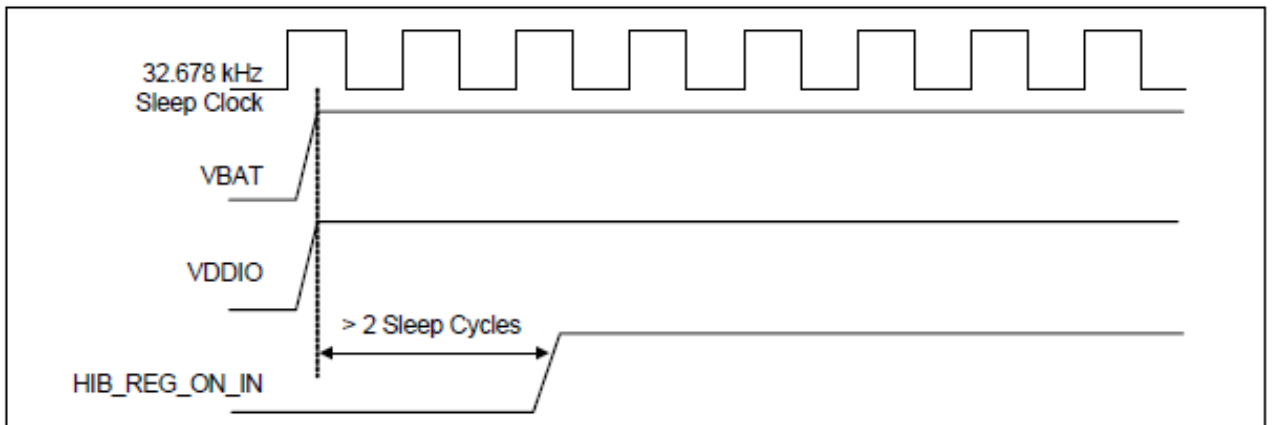 32.678 kHz
Sleep Clock
VBAT
VDDIO
> 2 Sleep Cycles
HIB_REG_ON_IN